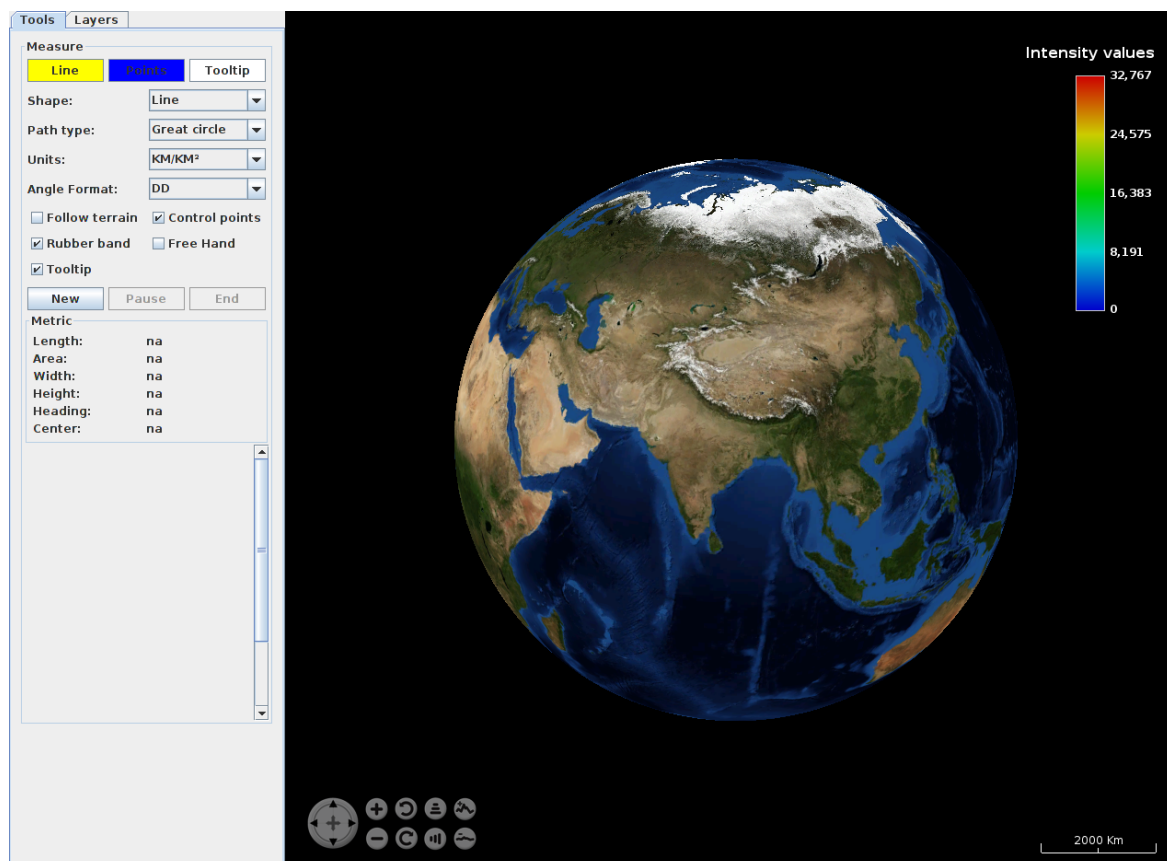 Tools Layers
Measure
Line Points Tooltip
Shape: Line
Path type: Great circle
Units: KM/KM²
Angle Format: DD
Follow terrain Control points
Rubber band Free Hand
Tooltip
New Pause End
Metric
Length: na
Area: na
Width: na
Height: na
Heading: na
Center: na
Intensity values
32,767
24,575
16,383
8,191
0
2000 Km